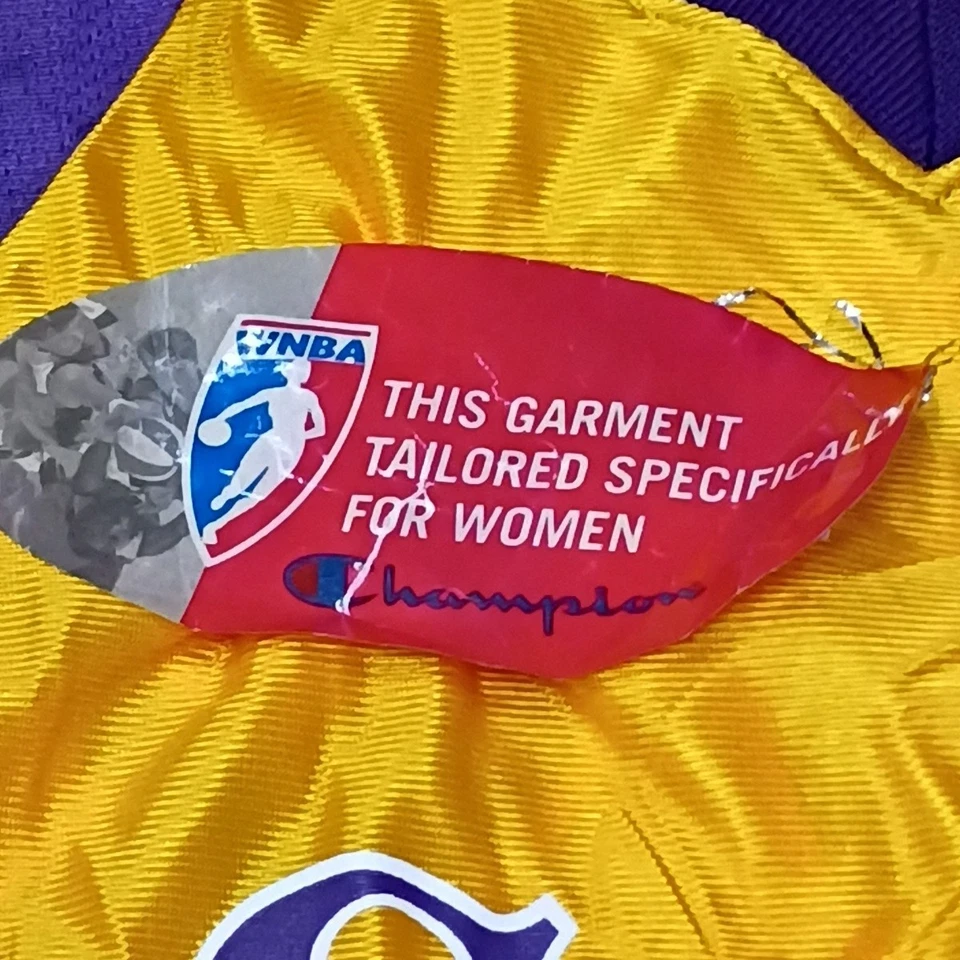 WNBA
THIS GARMENT
TAILORED SPECIFICALLY
FOR WOMEN
Champion